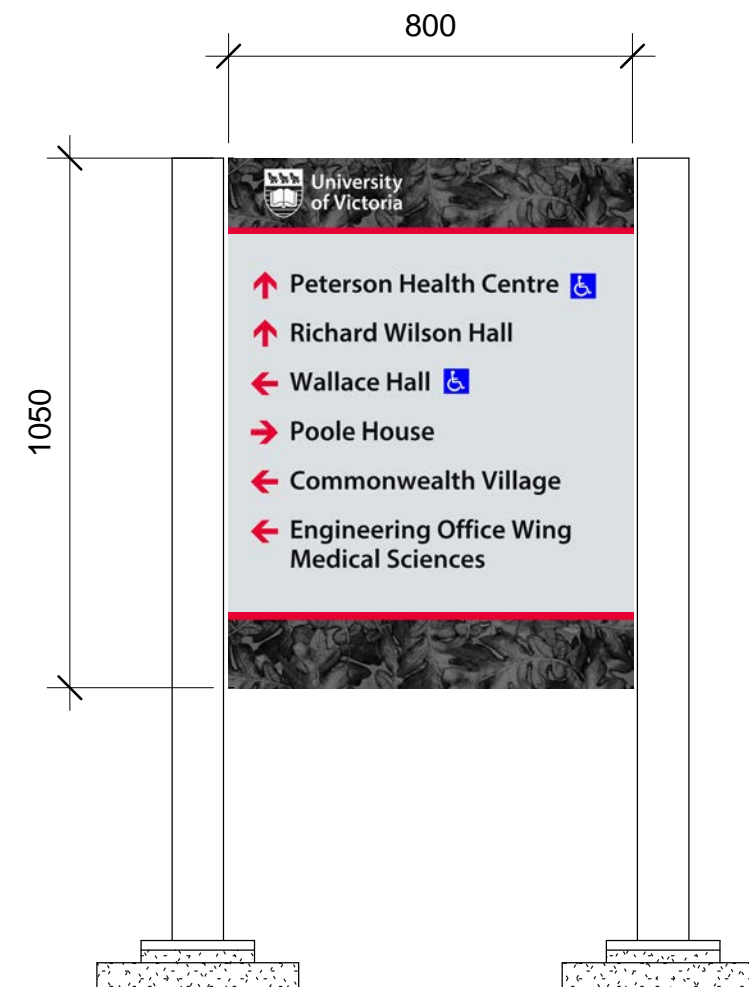 800
1050
University
of Victoria
Peterson Health Centre
Richard Wilson Hall
Wallace Hall
Poole House
Commonwealth Village
Engineering Office Wing
Medical Sciences